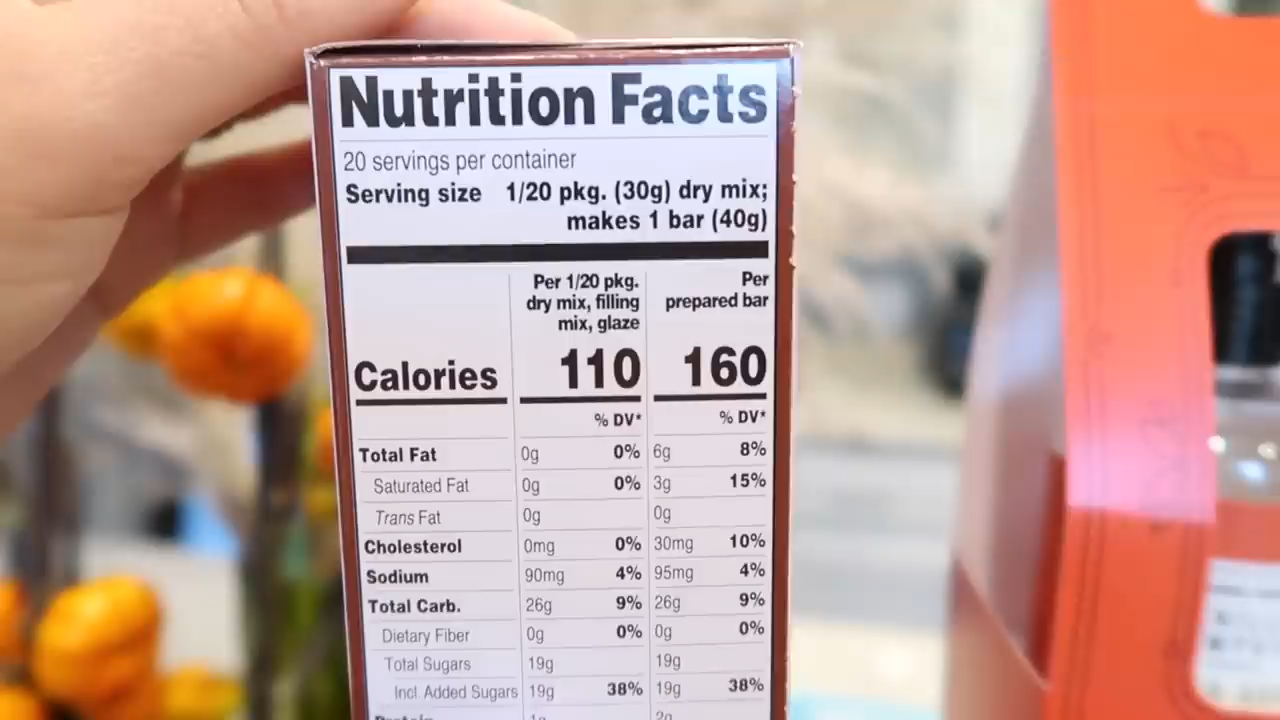 Nutrition Facts
20 servings per container
Serving size 1/20 pkg. (30g) dry mix;
makes 1 bar (40g)
Per 1/20 pkg. dry mix, filling mix, glaze
Per prepared bar
Calories 110 160
% DV* % DV*
Total Fat 0g 0% 6g 8%
Saturated Fat 0g 0% 3g 15%
Trans Fat 0g 0g
Cholesterol 0mg 0% 30mg 10%
Sodium 90mg 4% 95mg 4%
Total Carb. 26g 9% 26g 9%
Dietary Fiber 0g 0% 0g 0%
Total Sugars 19g 19g
Incl. Added Sugars 19g 38% 19g 38%
Protein 1g 2g